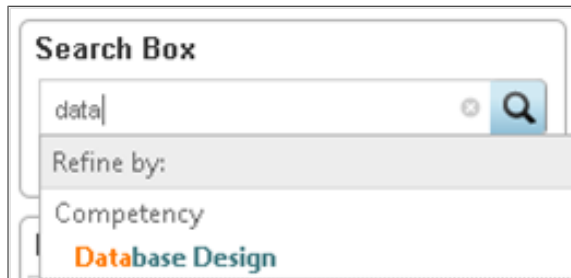 Search Box
data
Refine by:
Competency
Database Design